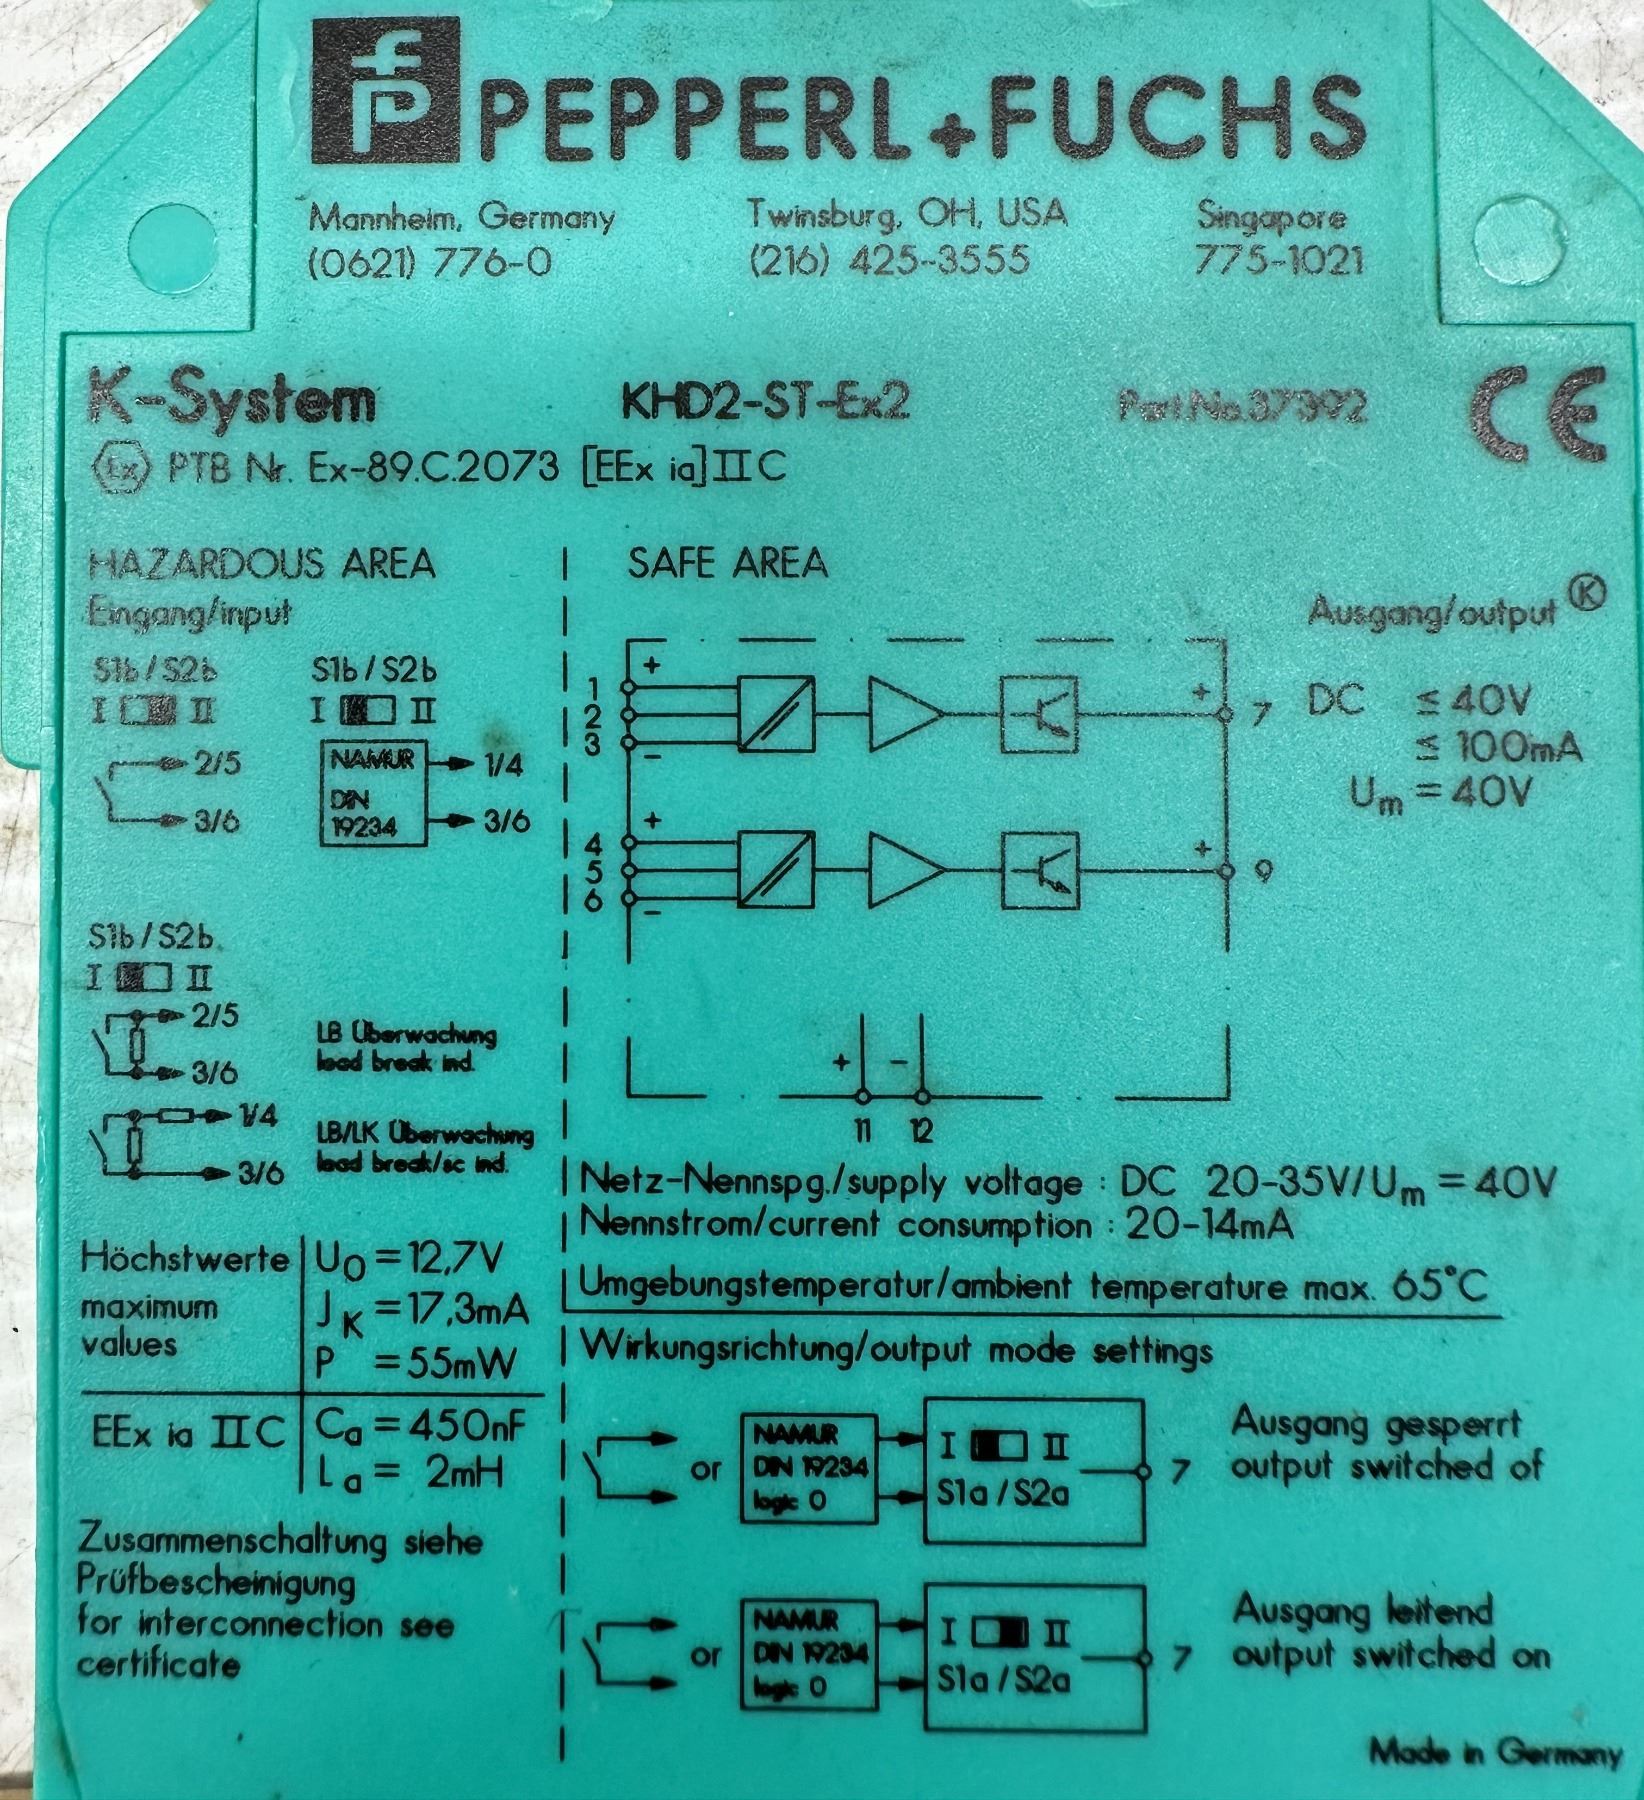 PEPPERL+FUCHS
Mannheim, Germany Twinsburg, OH, USA Singapore
(0621) 776-0 (216) 425-3555 775-1021
K-System KHD2-ST-Ex2 Part No. 37392 CE
Ex PTB Nr. Ex-89.C.2073 [EEx ia] II C
HAZARDOUS AREA SAFE AREA
Eingang/input Ausgang/output K
S1b/S2b S1b/S2b
I II I II
2/5
3/6
NAMUR
DIN
19234
1/4
3/6
S1b/S2b
I II
2/5
3/6
LB Überwachung
lead break ind.
1/4
3/6
LB/LK Überwachung
lead break/sc ind.
+
1
2
3
−
+
4
5
6
−
+ 7
+ 9
DC ≤ 40V
≤ 100mA
Um = 40V
+ −
11 12
Netz-Nennspg./supply voltage : DC 20-35V/Um = 40V
Nennstrom/current consumption : 20-14mA
Umgebungstemperatur/ambient temperature max. 65°C
Höchstwerte
maximum
values
UO = 12,7V
JK = 17,3mA
P = 55mW
EEx ia II C
Ca = 450nF
La = 2mH
Zusammenschaltung siehe
Prüfbescheinigung
for interconnection see
certificate
Wirkungsrichtung/output mode settings
or
NAMUR
DIN 19234
logic 0
I II
S1a/S2a
7
Ausgang gesperrt
output switched of
or
NAMUR
DIN 19234
logic 0
I II
S1a/S2a
7
Ausgang leitend
output switched on
Made in Germany